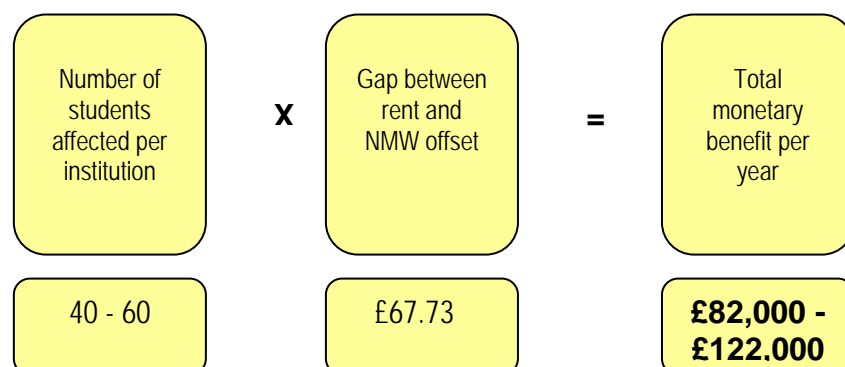 Number of
students
affected per
institution
X
Gap between
rent and
NMW offset
=
Total
monetary
benefit per
year
40 - 60
£67.73
£82,000 -
£122,000